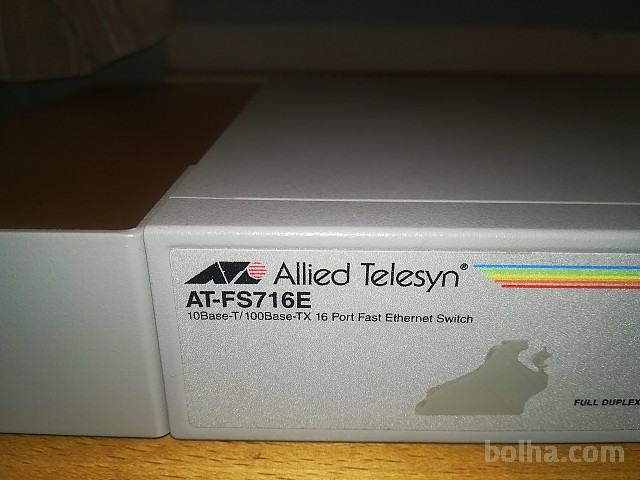 Allied Telesyn®
AT-FS716E
10Base-T/100Base-TX 16 Port Fast Ethernet Switch
FULL DUPLEX
bolha.com